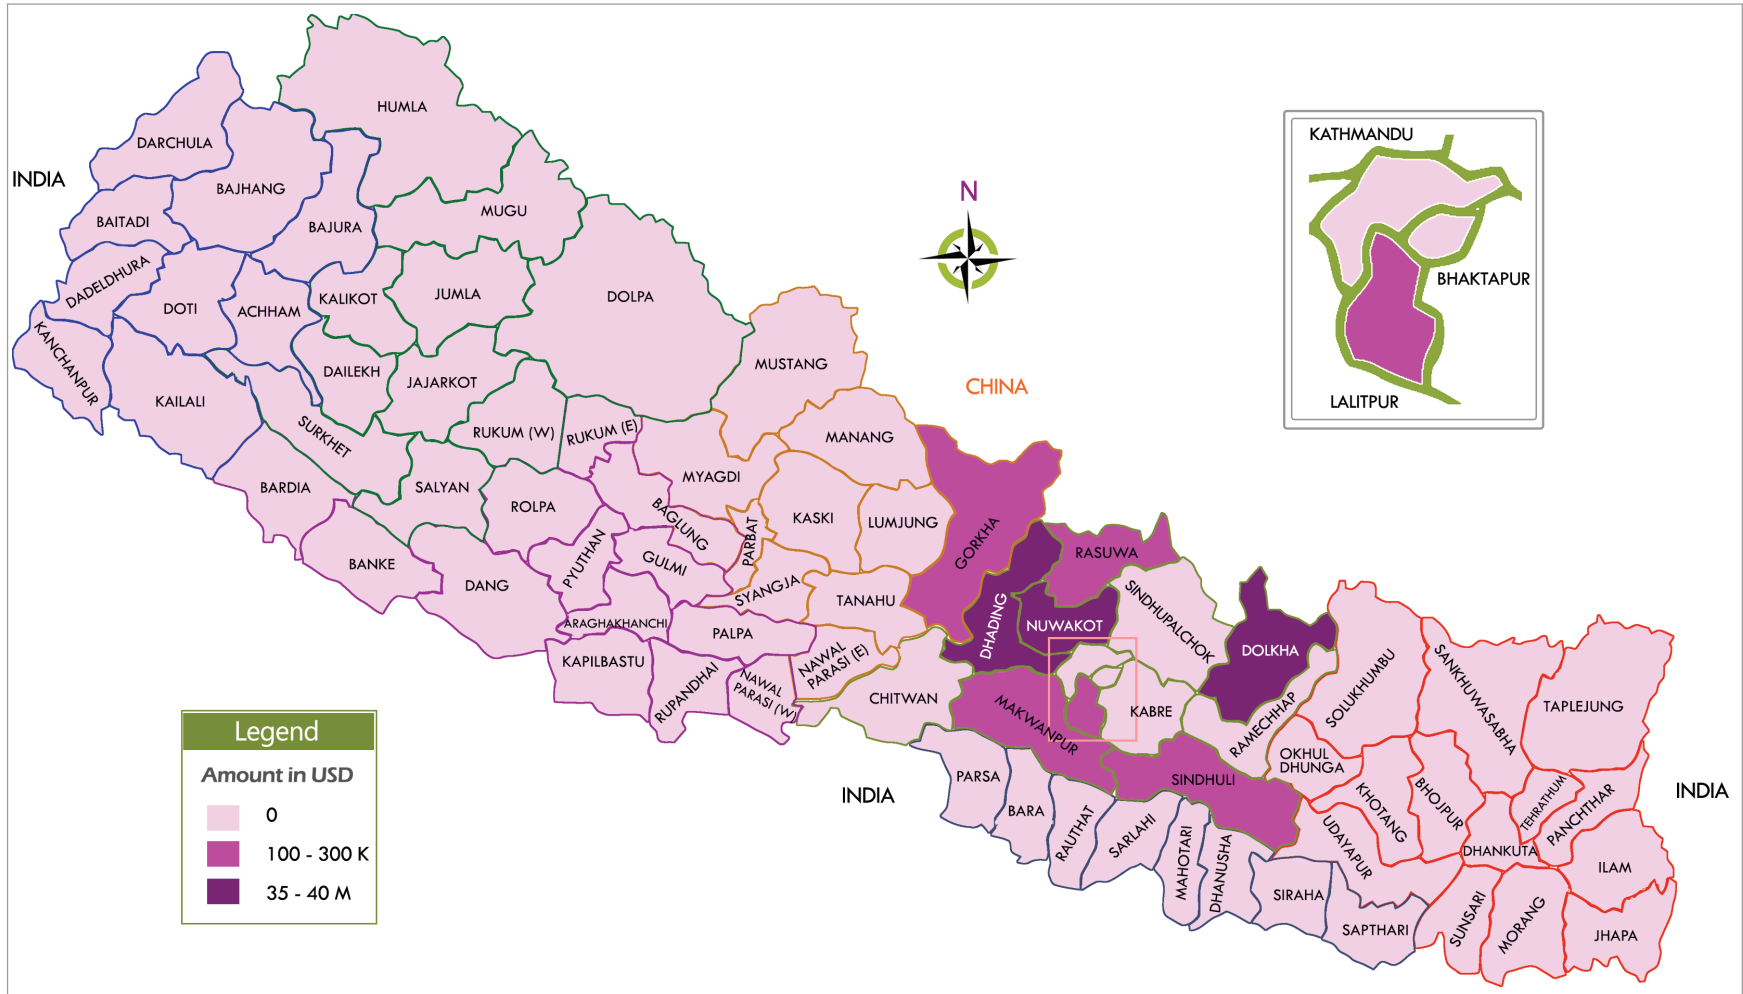 HUMLA
DARCHULA
KATHMANDU
INDIA
BAJHANG
N
MUGU
BAITADI
BAJURA
DADELDHURA
BHAKTAPUR
DOLPA
JUMLA
KALIKOT
DOTI
ACHHAM
KANCHANPUR
MUSTANG
DAILEKH
JAJARKOT
CHINA
KAILALI
LALITPUR
SURKHET
RUKUM (W)
RUKUM (E)
MANANG
MYAGDI
BARDIA
SALYAN
ROLPA
BAGLUNG
PARBAT
KASKI
LUMJUNG
GORKHA
RASUWA
BANKE
PYUTHAN
GULMI
DANG
SYANGJA
TANAHU
SINDHUPALCHOK
DHADING
NUWAKOT
ARAGHAKHANCHI
PALPA
DOLKHA
KAPILBASTU
NAWAL
PARASI (E)
RUPANDHAI
NAWAL
PARASI (W)
CHITWAN
MAKWANPUR
KABRE
RAMECHHAP
SOLUKHUMBU
SANKHUWASABHA
TAPLEJUNG
Legend
Amount in USD
0
100 - 300 K
35 - 40 M
OKHUL
DHUNGA
PARSA
SINDHULI
INDIA
INDIA
BARA
RAUTHAT
SARLAHI
MAHOTARI
DHANUSHA
KHOTANG
BHOJPUR
TEHRATHUM
PANCHTHAR
UDAYAPUR
DHANKUTA
ILAM
SIRAHA
SAPTHARI
SUNSARI
MORANG
JHAPA